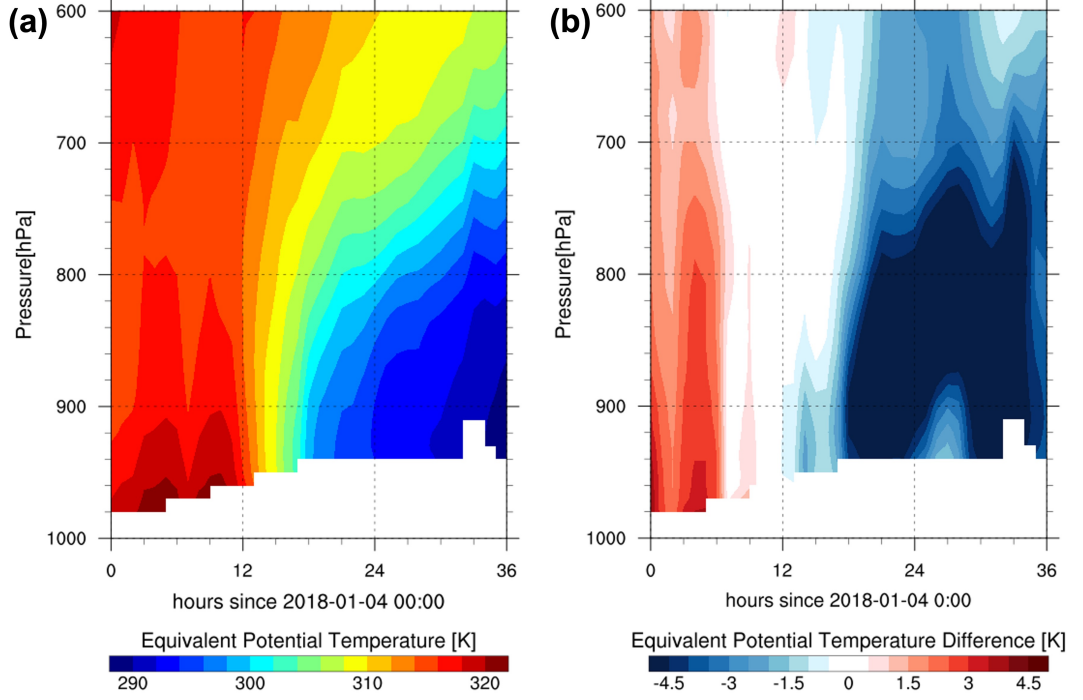 (a)
600
700
800
900
1000
Pressure[hPa]
0 12 24 36
hours since 2018-01-04 00:00
Equivalent Potential Temperature [K]
290 300 310 320
(b)
600
700
800
900
1000
Pressure[hPa]
0 12 24 36
hours since 2018-01-04 0:00
Equivalent Potential Temperature Difference [K]
-4.5 -3 -1.5 0 1.5 3 4.5